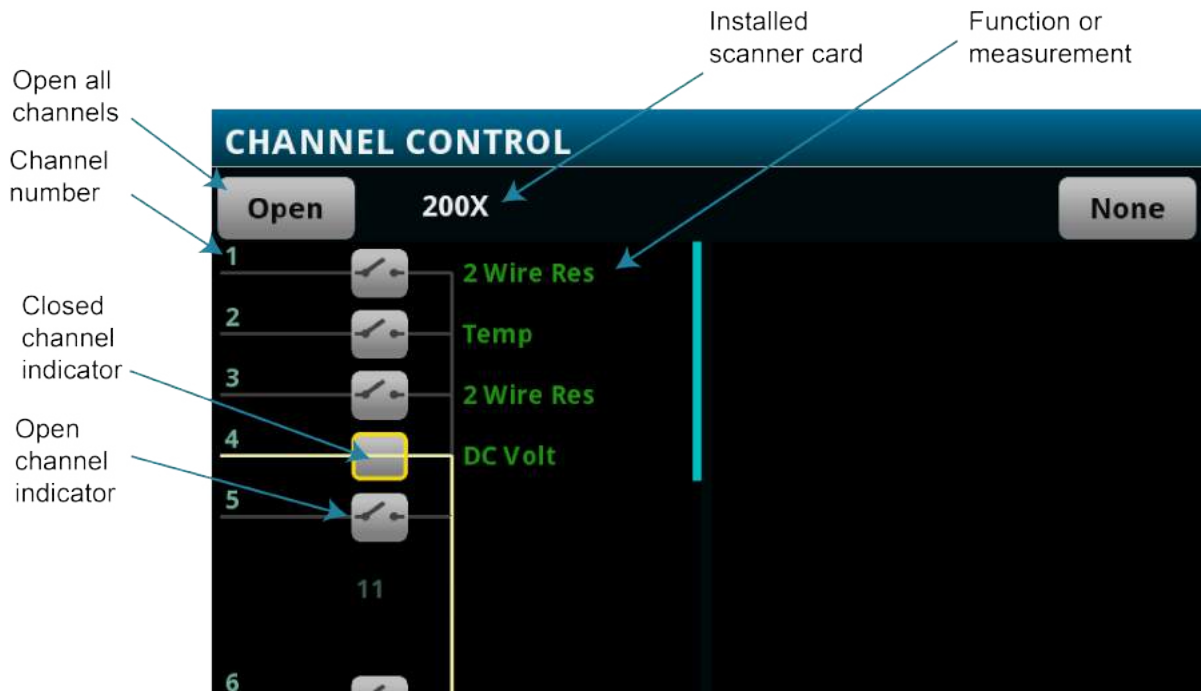 Installed
scanner card
Function or
measurement
Open all
channels
Channel
number
CHANNEL CONTROL
Open
200X
None
1
2 Wire Res
2
Temp
Closed
channel
indicator
3
2 Wire Res
Open
channel
indicator
4
DC Volt
5
11
6